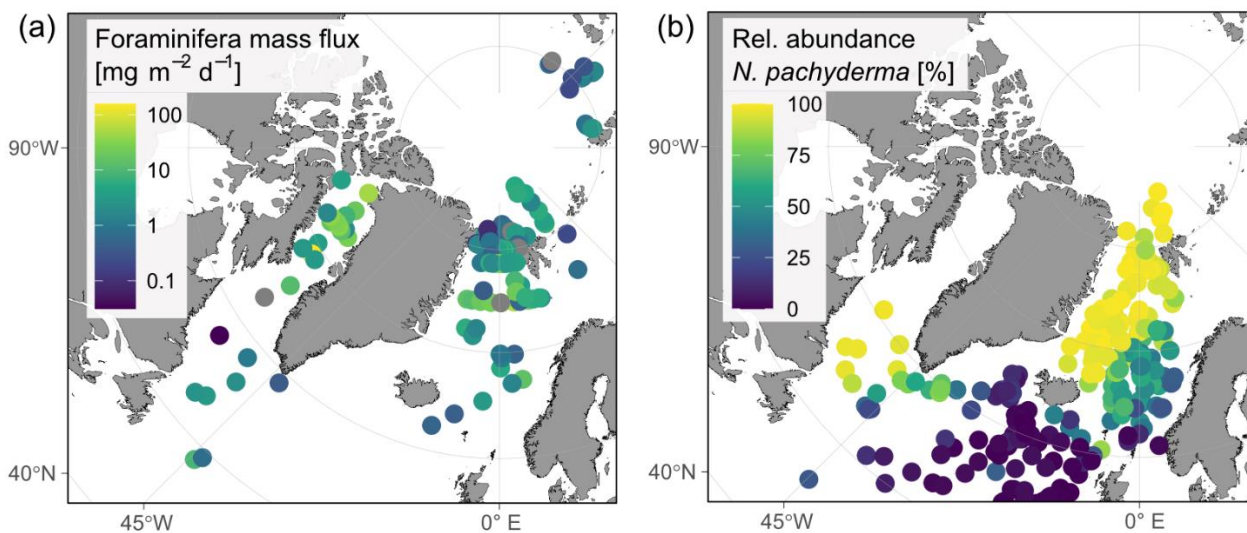 (a)
Foraminifera mass flux
[mg m⁻² d⁻¹]
100
10
1
0.1
90°W
40°N
45°W
0° E
(b)
Rel. abundance
N. pachyderma [%]
100
75
50
25
0
90°W
40°N
45°W
0° E